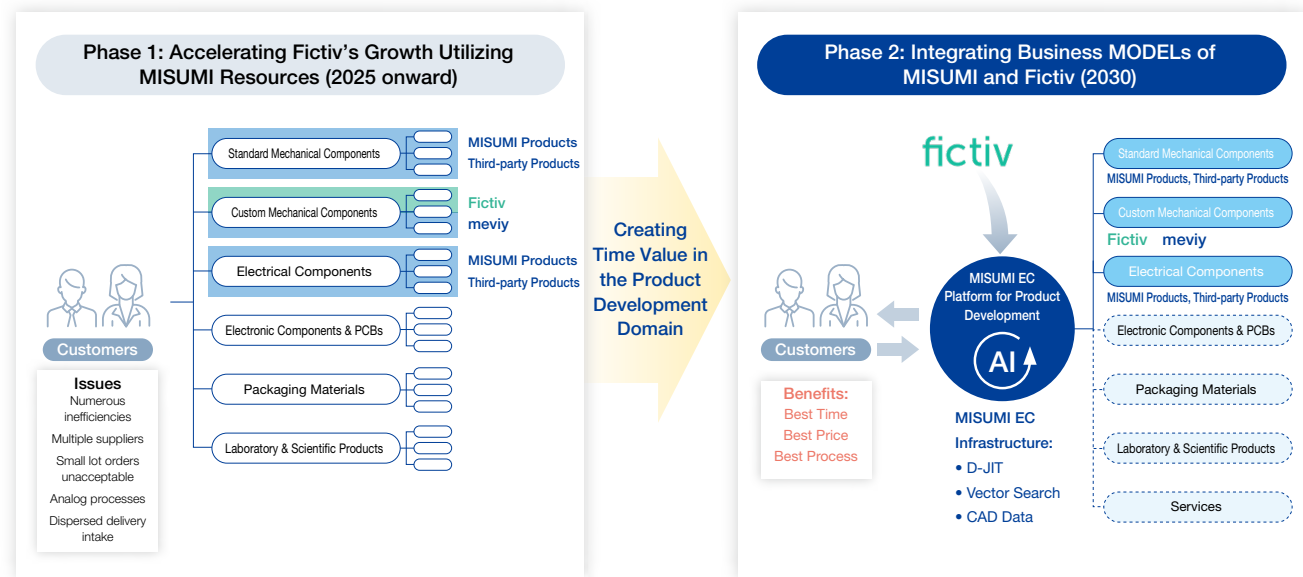 Phase 1: Accelerating Fictiv's Growth Utilizing
MISUMI Resources (2025 onward)
Standard Mechanical Components
MISUMI Products
Third-party Products
Custom Mechanical Components
Fictiv
meviy
Electrical Components
MISUMI Products
Third-party Products
Electronic Components & PCBs
Packaging Materials
Laboratory & Scientific Products
Customers
Issues
Numerous
inefficiencies
Multiple suppliers
Small lot orders
unacceptable
Analog processes
Dispersed delivery
intake
Creating
Time Value in
the Product
Development
Domain
Phase 2: Integrating Business MODELs of
MISUMI and Fictiv (2030)
fictiv
Customers
Benefits:
Best Time
Best Price
Best Process
MISUMI EC
Platform for Product
Development
AI
MISUMI EC
Infrastructure:
• D-JIT
• Vector Search
• CAD Data
Standard Mechanical Components
MISUMI Products, Third-party Products
Custom Mechanical Components
Fictiv meviy
Electrical Components
MISUMI Products, Third-party Products
Electronic Components & PCBs
Packaging Materials
Laboratory & Scientific Products
Services